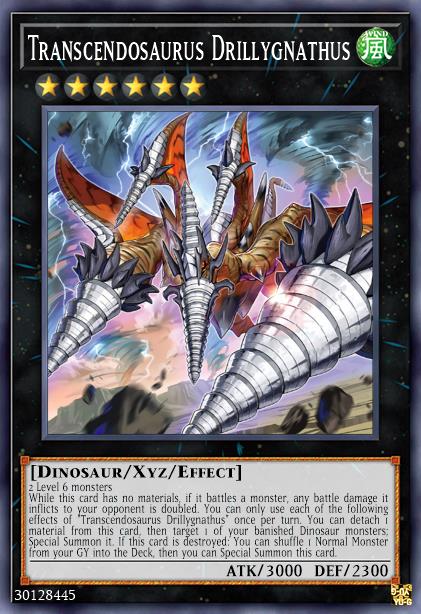 TRANSCENDOSAURUS DRILLYGNATHUS
WIND
風
[DINOSAUR/XYZ/EFFECT]
2 Level 6 monsters
While this card has no materials, if it battles a monster, any battle damage it
inflicts to your opponent is doubled. You can only use each of the following
effects of "Transcendosaurus Drillygnathus" once per turn. You can detach 1
material from this card, then target 1 of your banished Dinosaur monsters;
Special Summon it. If this card is destroyed: You can shuffle 1 Normal Monster
from your GY into the Deck, then you can Special Summon this card.
ATK/3000 DEF/2300
30128445